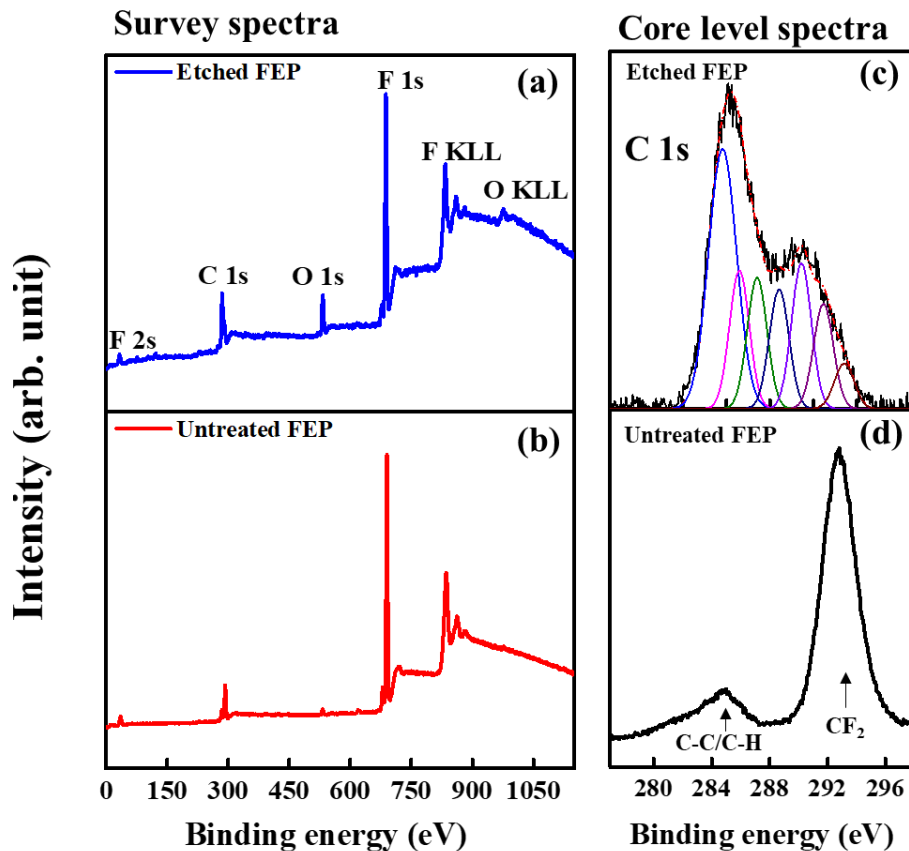 Survey spectra
Core level spectra
Intensity (arb. unit)
Etched FEP
(a)
F 1s
F KLL
O KLL
C 1s
O 1s
F 2s
Untreated FEP
(b)
0 150 300 450 600 750 900 1050
Binding energy (eV)
Etched FEP
(c)
C 1s
Untreated FEP
(d)
C-C/C-H
CF₂
280 284 288 292 296
Binding energy (eV)